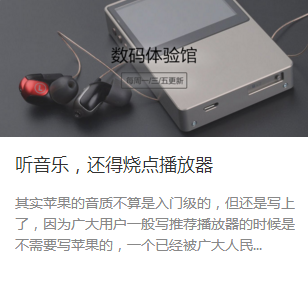 数码体验馆
每周一/三/五更新
听音乐，还得烧点播放器
其实苹果的音质不算是入门级的，但还是写上
了，因为广大用户一般写推荐播放器的时候是
不需要写苹果的，一个已经被广大人民...